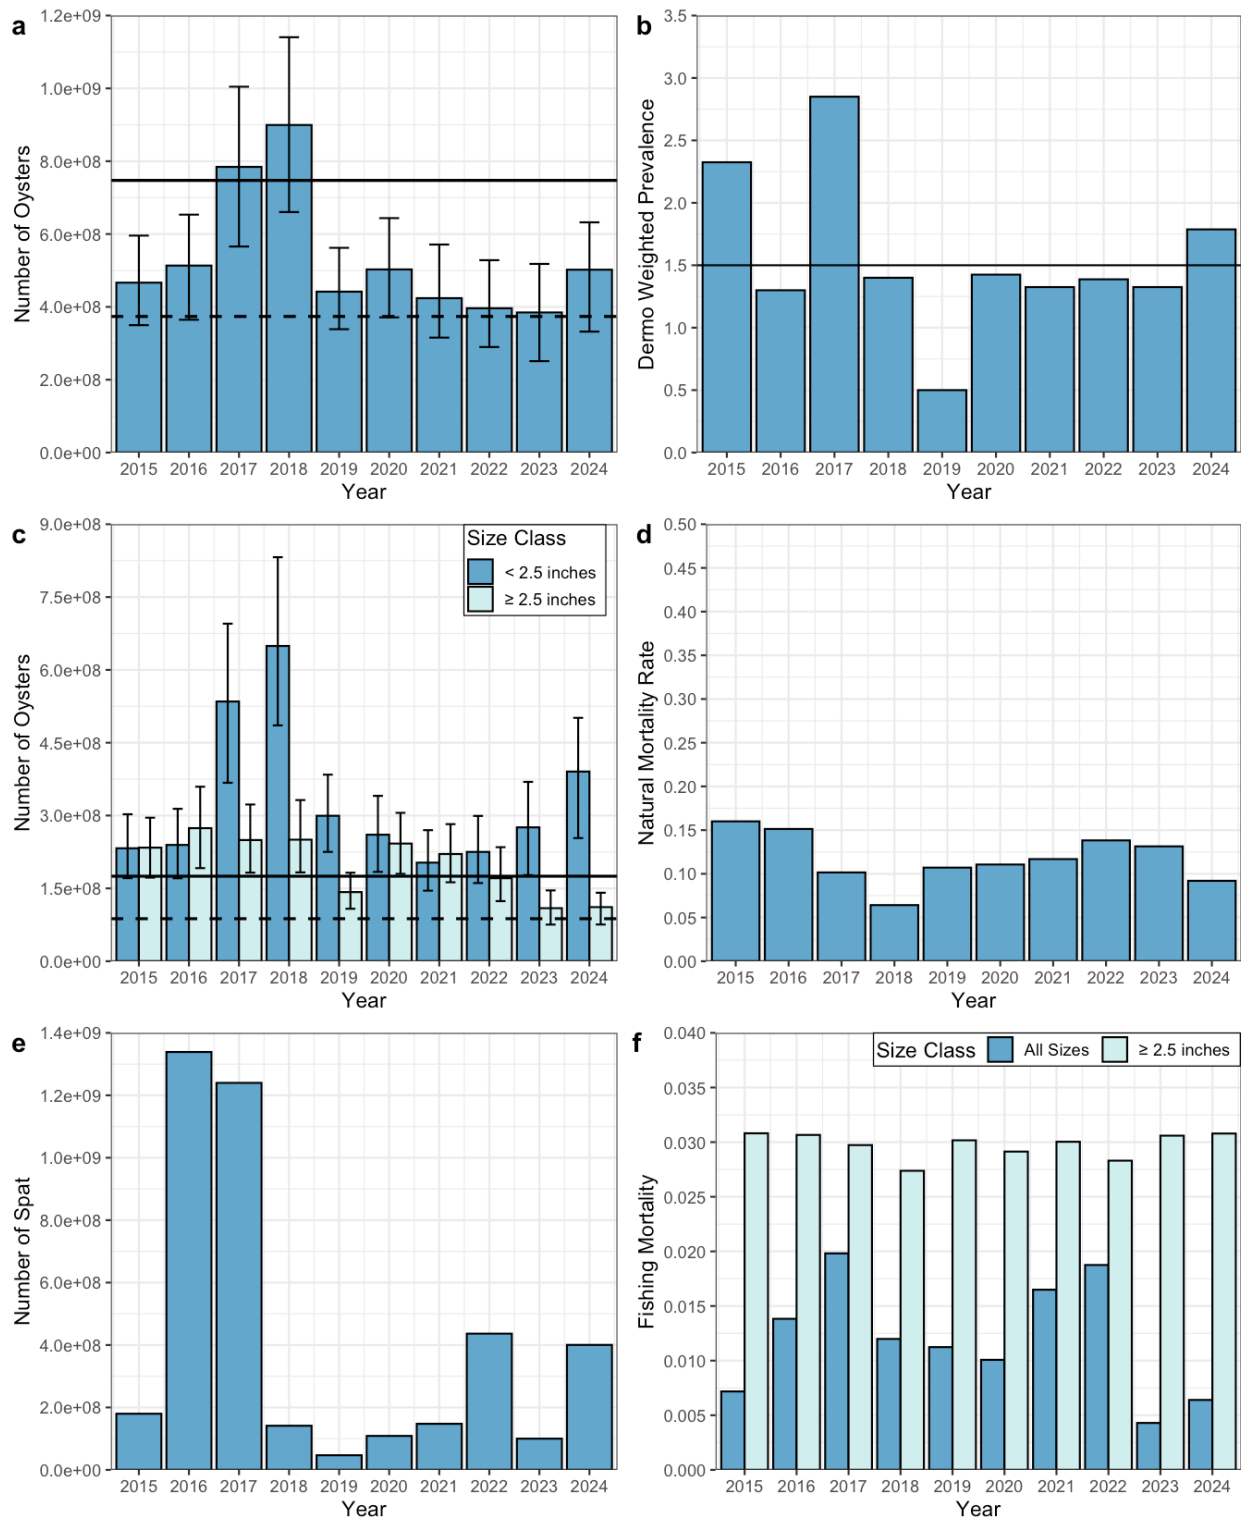 a
1.2e+09
1.0e+09
8.0e+08
6.0e+08
4.0e+08
2.0e+08
0.0e+00
Number of Oysters
2015 2016 2017 2018 2019 2020 2021 2022 2023 2024
Year
b
3.5
3.0
2.5
2.0
1.5
1.0
0.5
0.0
Dermo Weighted Prevalence
2015 2016 2017 2018 2019 2020 2021 2022 2023 2024
Year
c
9.0e+08
7.5e+08
6.0e+08
4.5e+08
3.0e+08
1.5e+08
0.0e+00
Number of Oysters
Size Class
< 2.5 inches
≥ 2.5 inches
2015 2016 2017 2018 2019 2020 2021 2022 2023 2024
Year
d
0.50
0.45
0.40
0.35
0.30
0.25
0.20
0.15
0.10
0.05
0.00
Natural Mortality Rate
2015 2016 2017 2018 2019 2020 2021 2022 2023 2024
Year
e
1.4e+09
1.2e+09
1.0e+09
8.0e+08
6.0e+08
4.0e+08
2.0e+08
0.0e+00
Number of Spat
2015 2016 2017 2018 2019 2020 2021 2022 2023 2024
Year
f
0.040
0.035
0.030
0.025
0.020
0.015
0.010
0.005
0.000
Fishing Mortality
Size Class All Sizes ≥ 2.5 inches
2015 2016 2017 2018 2019 2020 2021 2022 2023 2024
Year